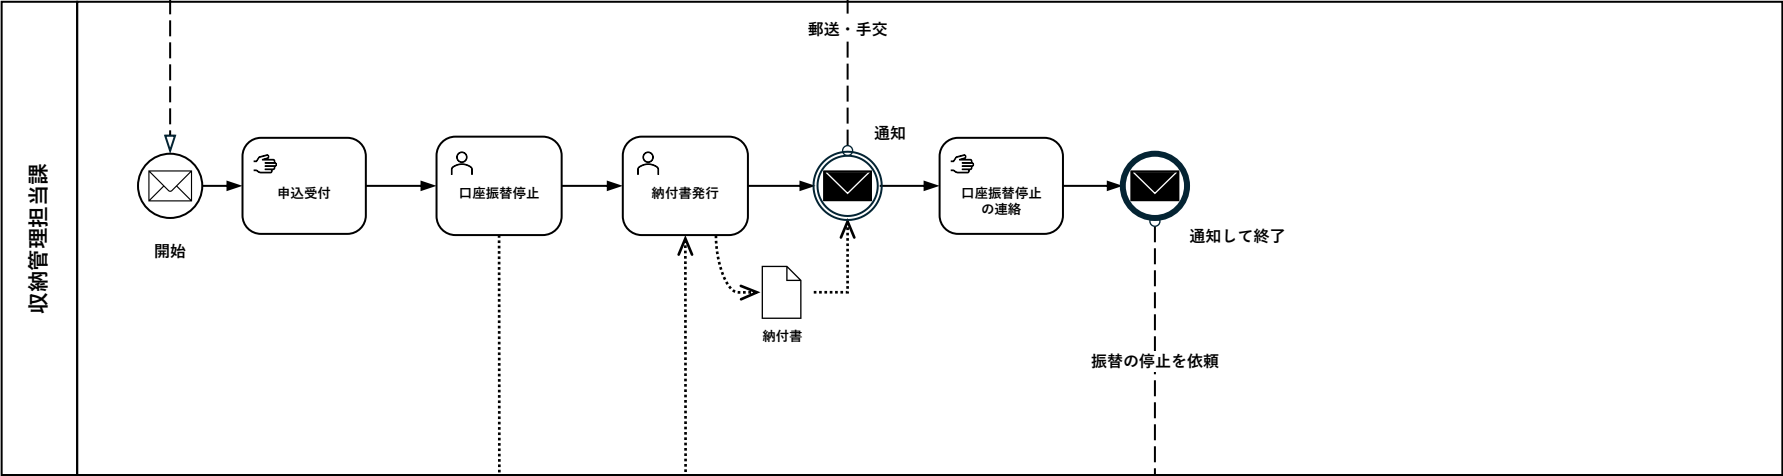 郵送・手交
収納管理担当課
開始
申込受付
口座振替停止
納付書発行
通知
口座振替停止
の連絡
通知して終了
納付書
振替の停止を依頼